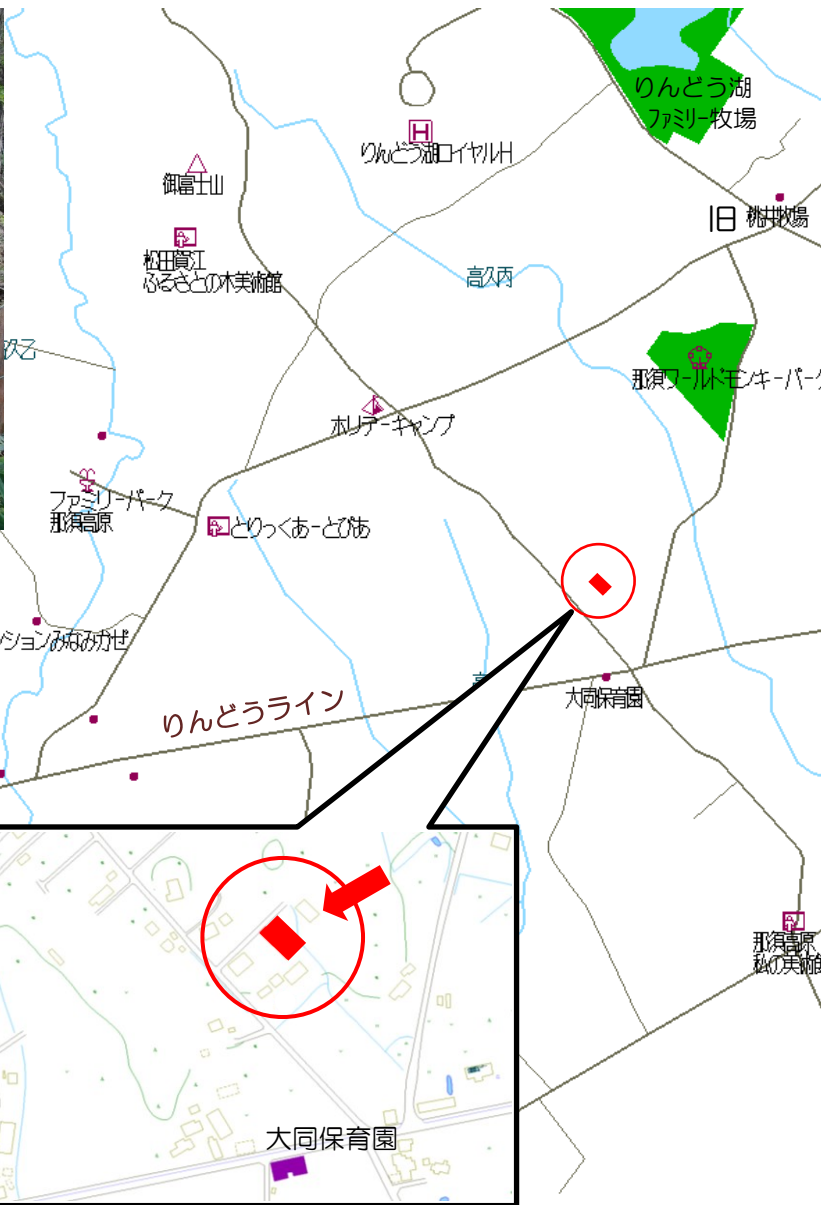 りんどう湖
ファミリー牧場
りんどう湖ロイヤルH
御富士山
旧 桃井牧場
松田賀江
ふるさとの木美術館
高久丙
久乙
那須ワールドモンキーパーク
ホリデーキャンプ
ファミリーパーク
那須高原
とりっくあーとぴあ
ションみなみかぜ
高
大同保育園
りんどうライン
那須高原
私の美術館
大同保育園